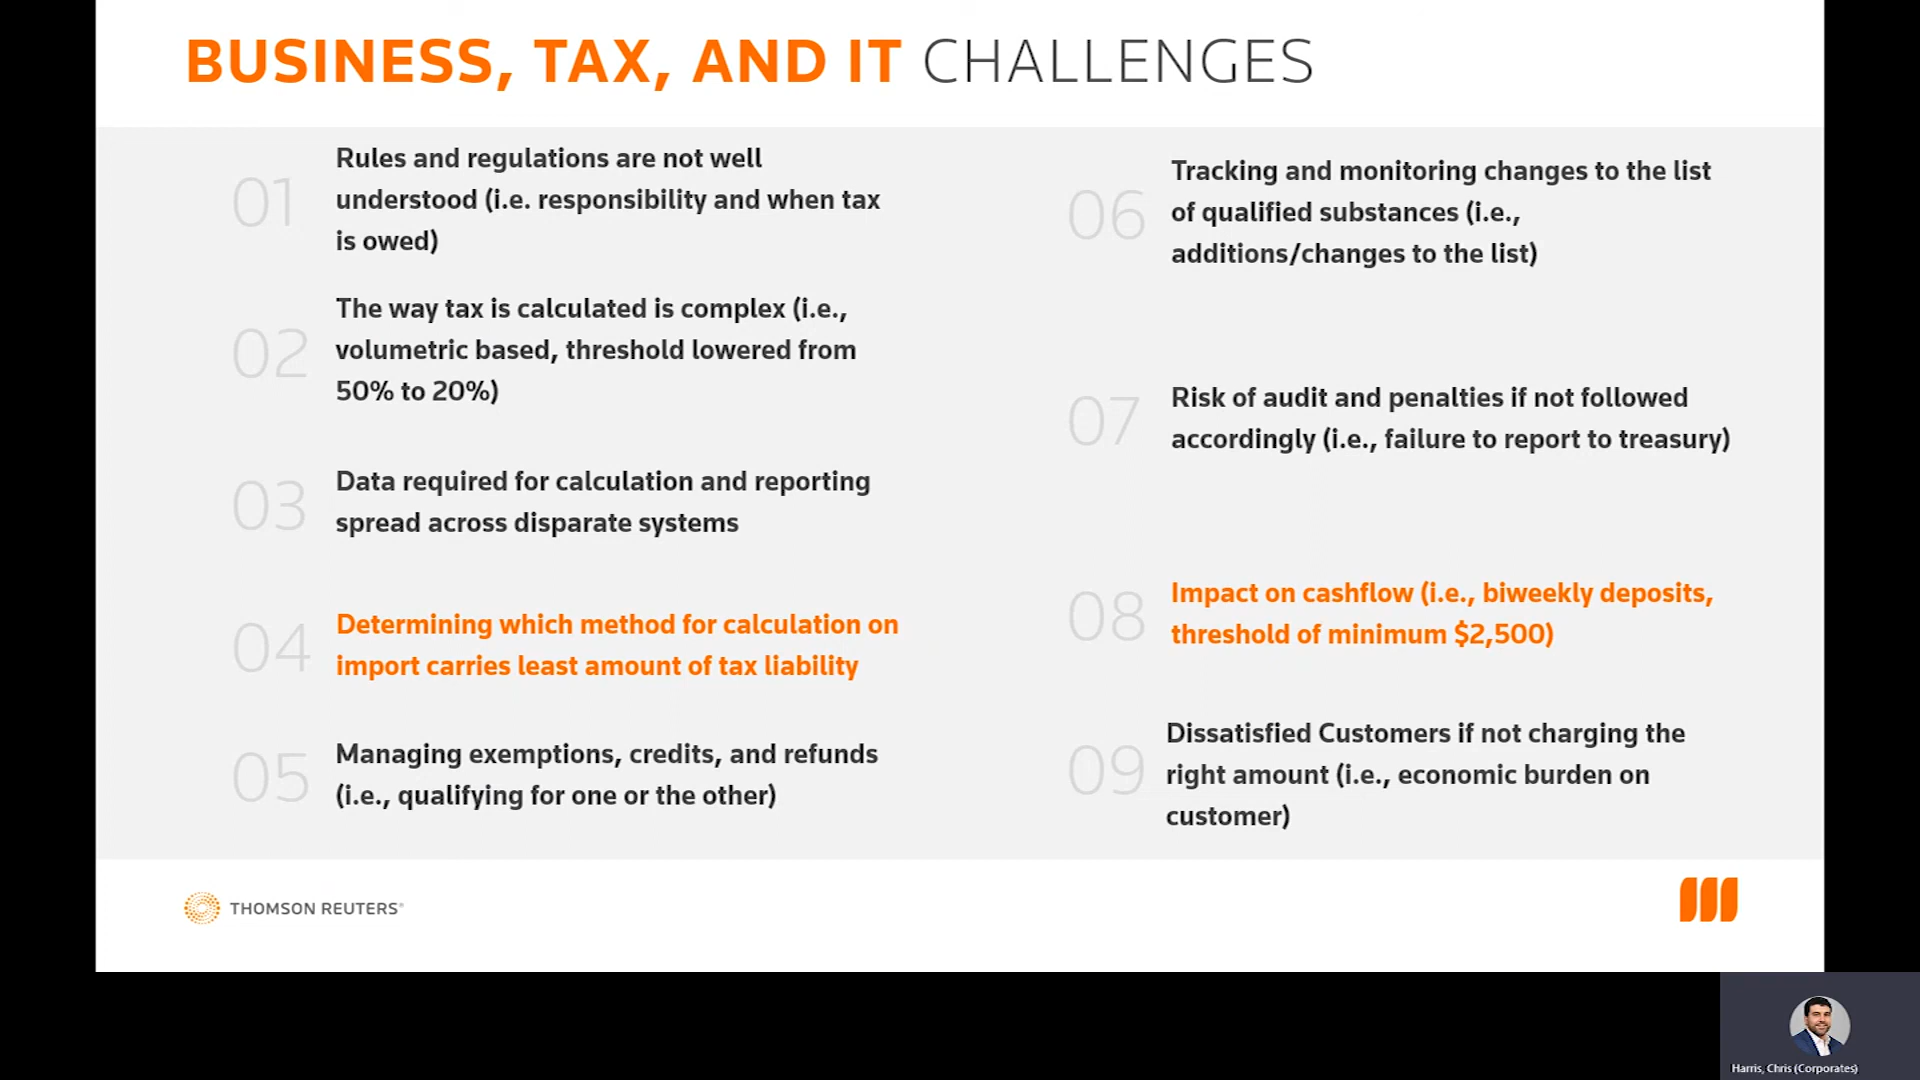 BUSINESS, TAX, AND IT CHALLENGES
01
Rules and regulations are not well
understood (i.e. responsibility and when tax
is owed)
02
The way tax is calculated is complex (i.e.,
volumetric based, threshold lowered from
50% to 20%)
03
Data required for calculation and reporting
spread across disparate systems
04
Determining which method for calculation on
import carries least amount of tax liability
05
Managing exemptions, credits, and refunds
(i.e., qualifying for one or the other)
06
Tracking and monitoring changes to the list
of qualified substances (i.e.,
additions/changes to the list)
07
Risk of audit and penalties if not followed
accordingly (i.e., failure to report to treasury)
08
Impact on cashflow (i.e., biweekly deposits,
threshold of minimum $2,500)
09
Dissatisfied Customers if not charging the
right amount (i.e., economic burden on
customer)
THOMSON REUTERS®
Harris, Chris (Corporates)